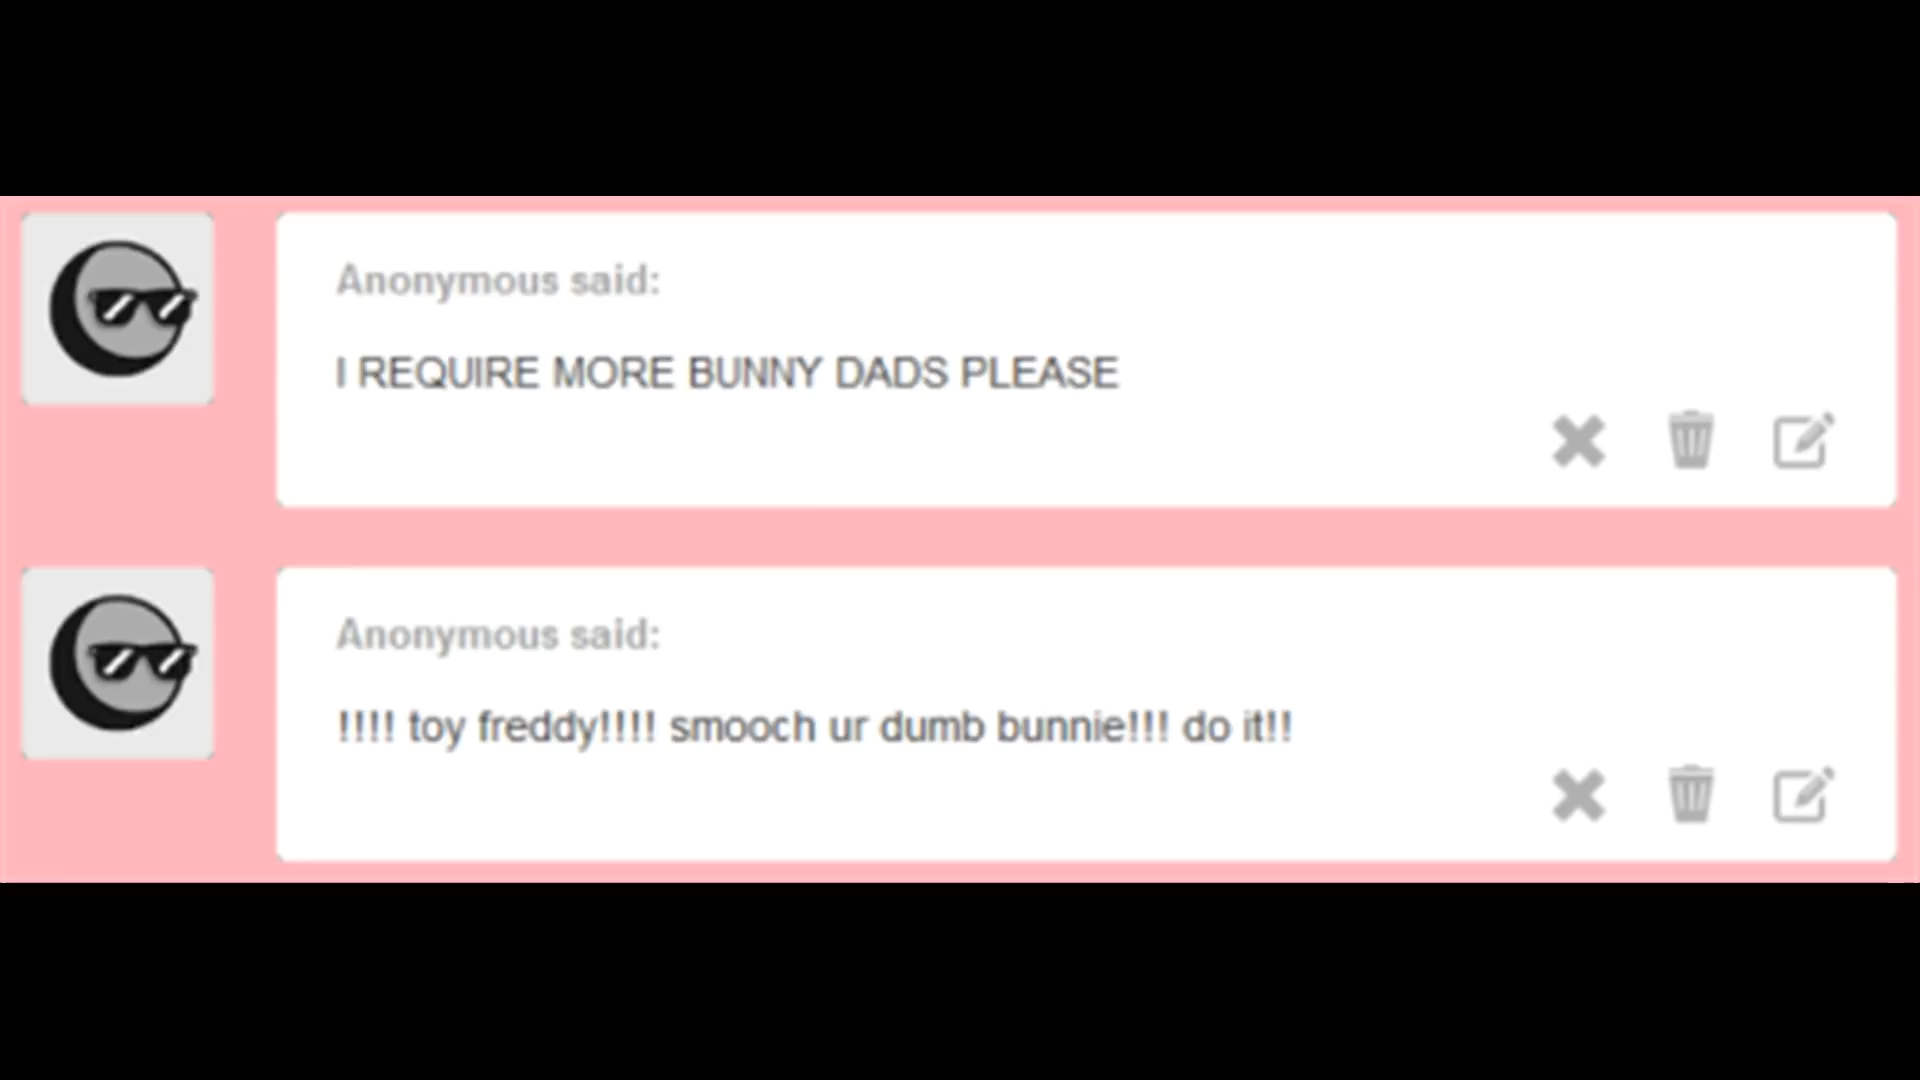 Anonymous said:
I REQUIRE MORE BUNNY DADS PLEASE
Anonymous said:
!!!! toy freddy!!!! smooch ur dumb bunnie!!! do it!!